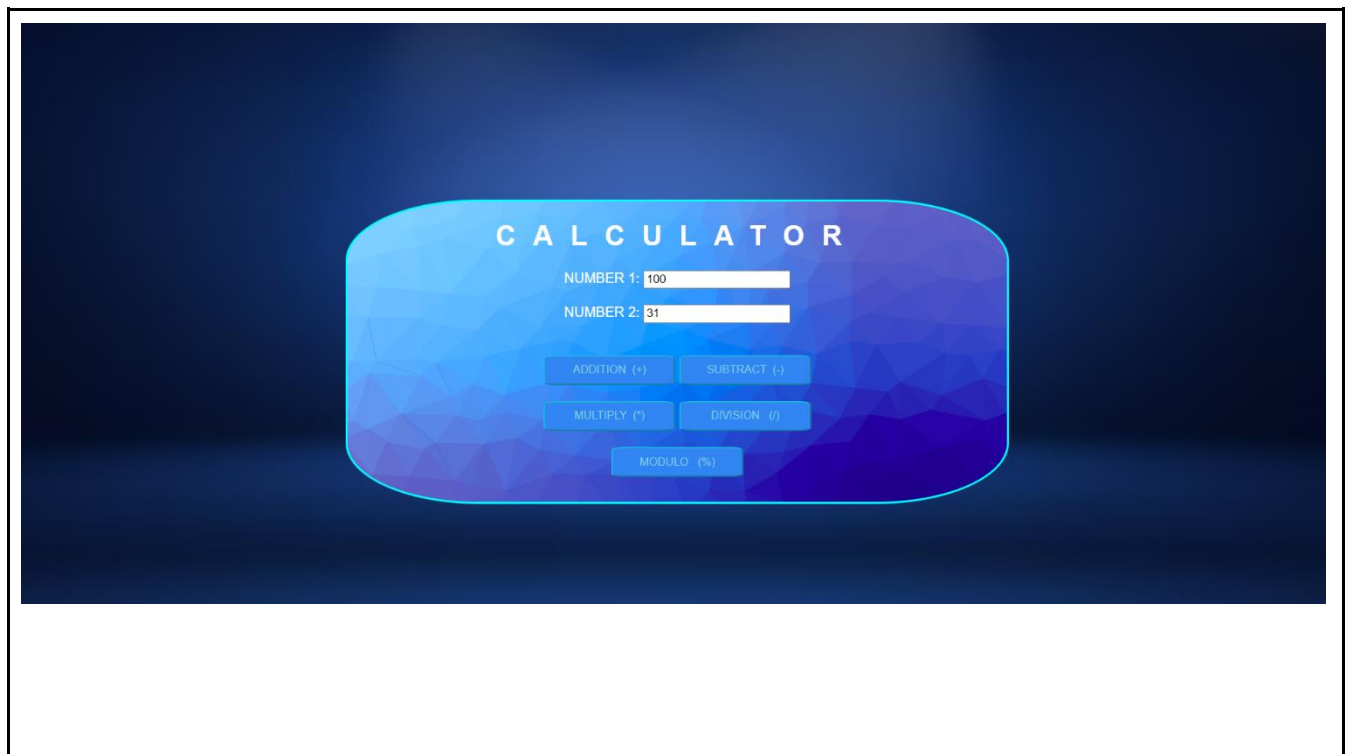 C A L C U L A T O R
NUMBER 1: 100
NUMBER 2: 31
ADDITION (+) SUBTRACT (-)
MULTIPLY (*) DIVISION (/)
MODULO (%)